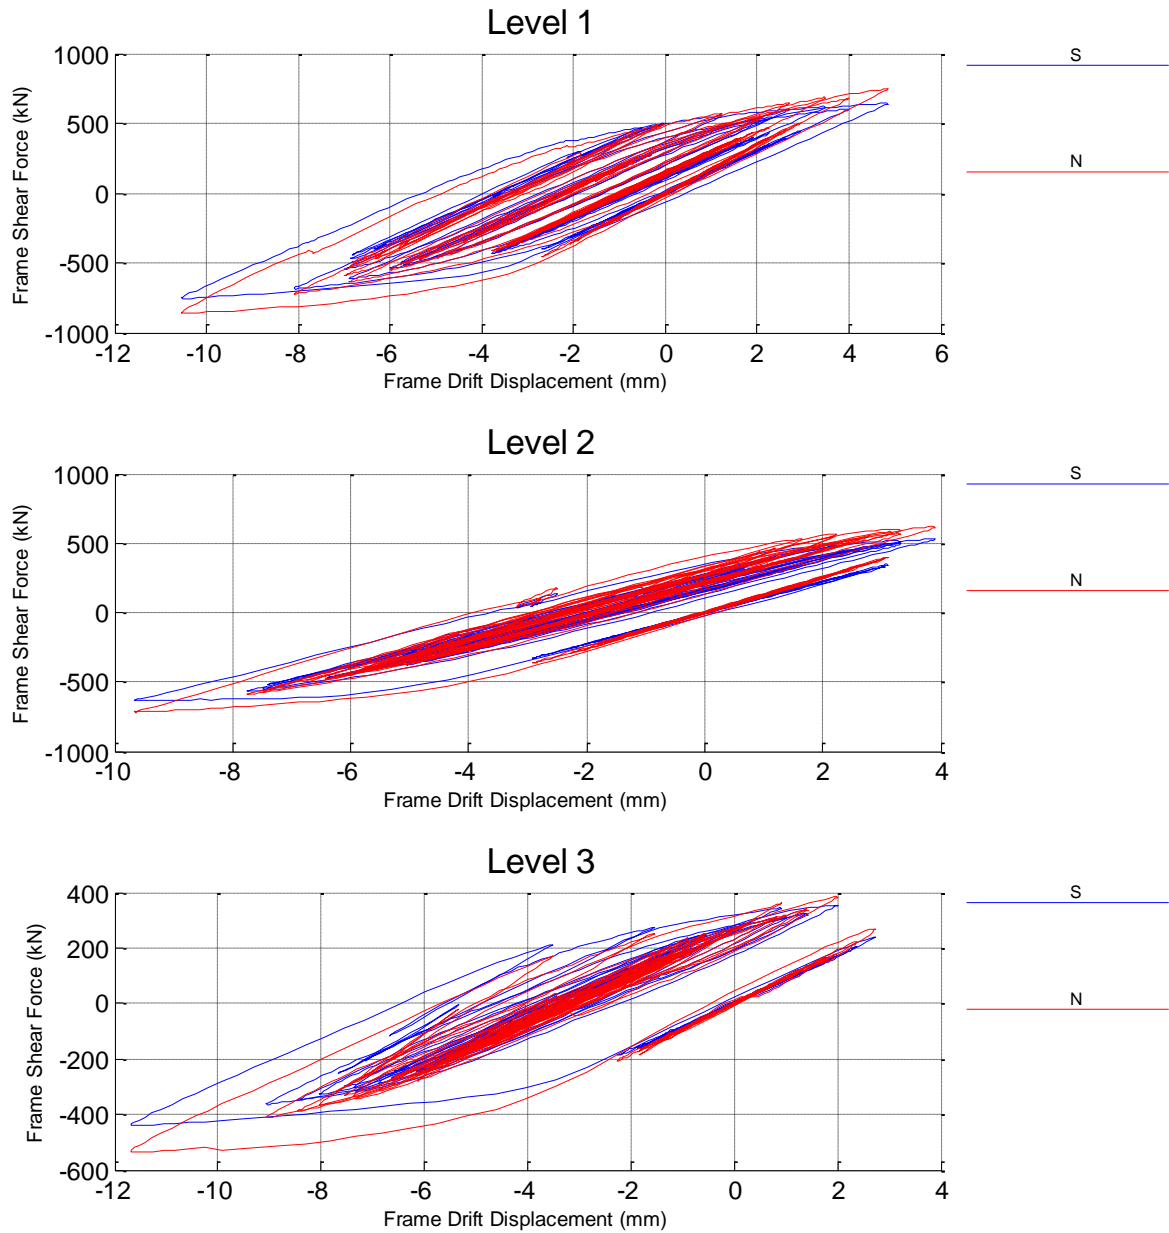 Level 1
Frame Shear Force (kN)
1000
500
0
-500
-1000
-12 -10 -8 -6 -4 -2 0 2 4 6
Frame Drift Displacement (mm)
S
N
Level 2
Frame Shear Force (kN)
1000
500
0
-500
-1000
-10 -8 -6 -4 -2 0 2 4
Frame Drift Displacement (mm)
S
N
Level 3
Frame Shear Force (kN)
400
200
0
-200
-400
-600
-12 -10 -8 -6 -4 -2 0 2 4
Frame Drift Displacement (mm)
S
N